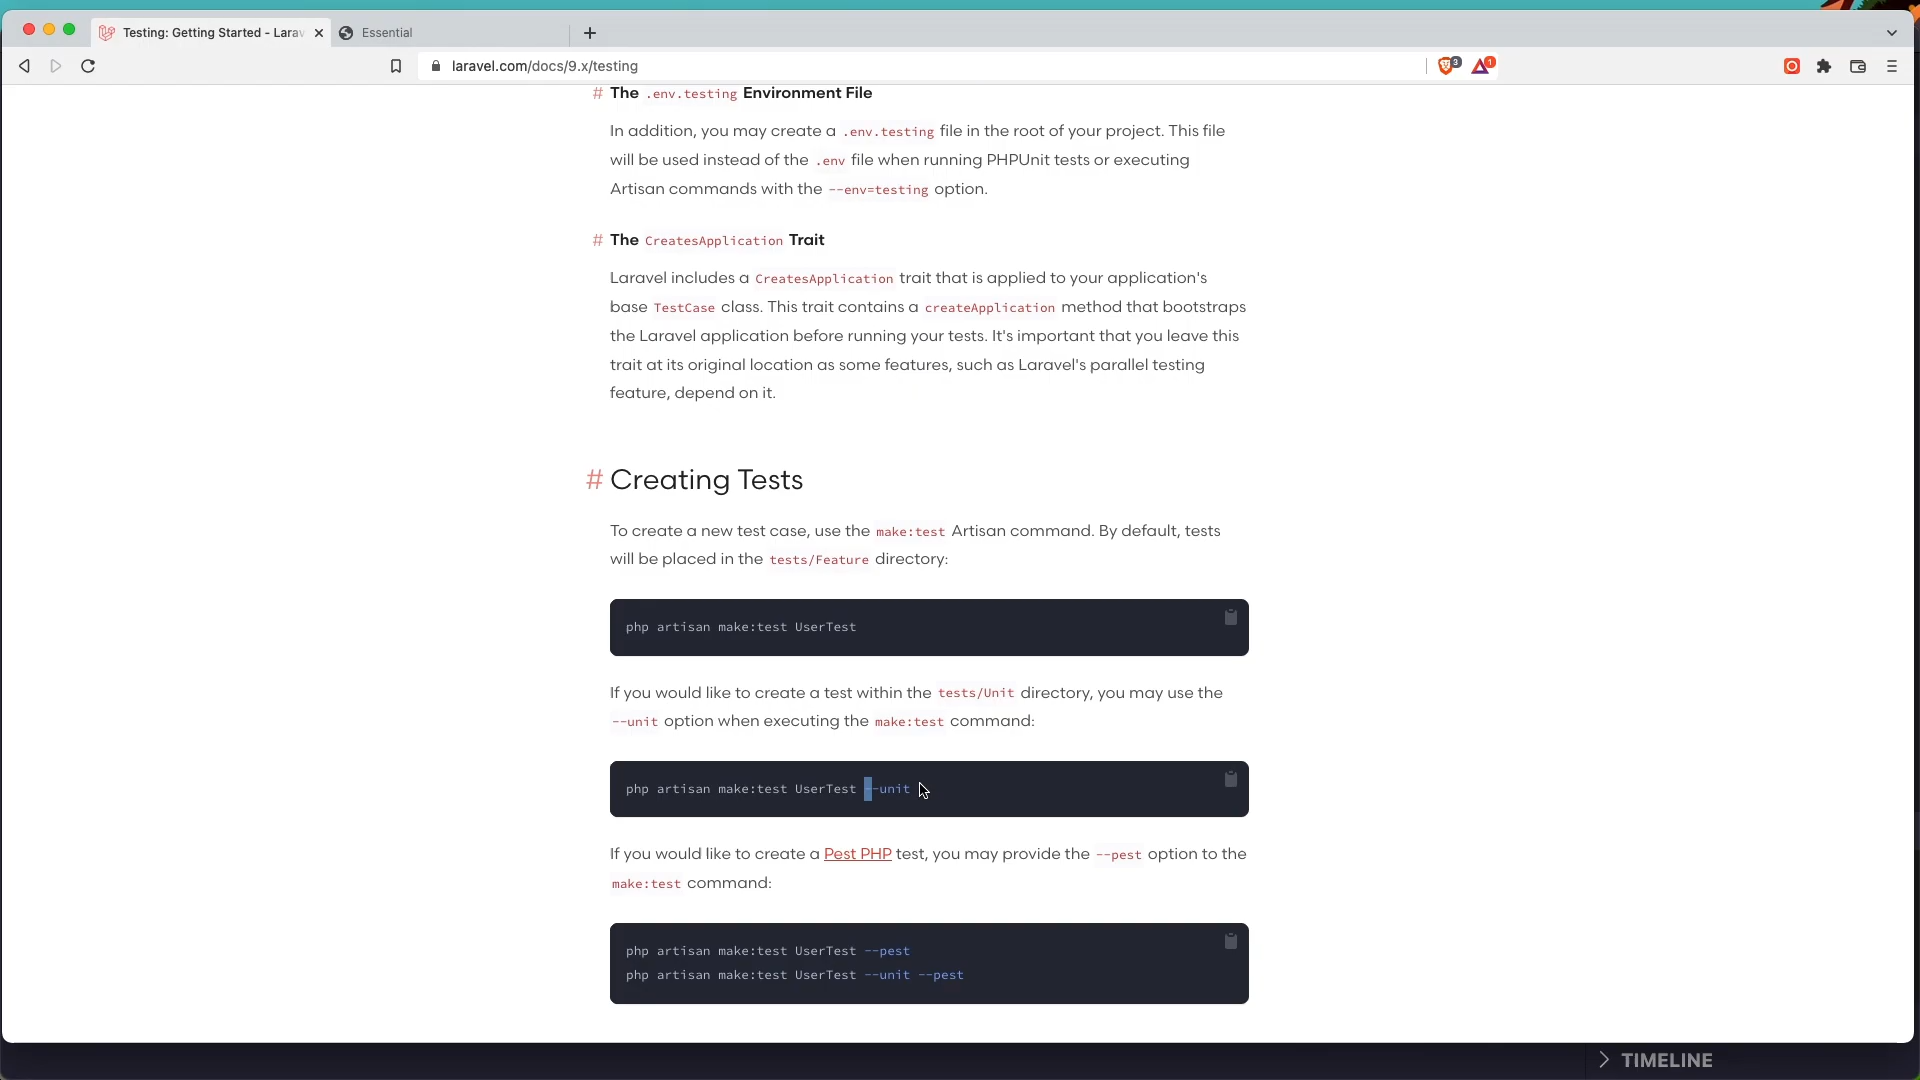 Testing: Getting Started - Larav
Essential
laravel.com/docs/9.x/testing
3
1
# The .env.testing Environment File
In addition, you may create a .env.testing file in the root of your project. This file
will be used instead of the .env file when running PHPUnit tests or executing
Artisan commands with the --env=testing option.
# The CreatesApplication Trait
Laravel includes a CreatesApplication trait that is applied to your application's
base TestCase class. This trait contains a createApplication method that bootstraps
the Laravel application before running your tests. It's important that you leave this
trait at its original location as some features, such as Laravel's parallel testing
feature, depend on it.
# Creating Tests
To create a new test case, use the make:test Artisan command. By default, tests
will be placed in the tests/Feature directory:
php artisan make:test UserTest
If you would like to create a test within the tests/Unit directory, you may use the
--unit option when executing the make:test command:
php artisan make:test UserTest --unit
If you would like to create a Pest PHP test, you may provide the --pest option to the
make:test command:
php artisan make:test UserTest --pest
php artisan make:test UserTest --unit --pest
TIMELINE